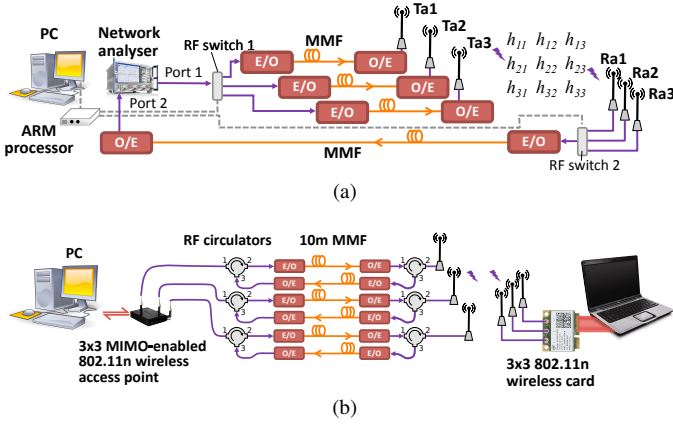 PC
Network
analyser
RF switch 1
Port 1
Port 2
ARM
processor
E/O
MMF
O/E
E/O
O/E
E/O
O/E
Ta1
Ta2
Ta3
h11 h12 h13
h21 h22 h23
h31 h32 h33
Ra1
Ra2
Ra3
O/E
MMF
E/O
RF switch 2
(a)
PC
RF circulators
10m MMF
1 2
3
E/O
O/E
1 2
3
O/E
E/O
1 2
3
E/O
O/E
1 2
3
O/E
E/O
1 2
3
E/O
O/E
1 2
3
O/E
E/O
3x3 MIMO-enabled
802.11n wireless
access point
3x3 802.11n
wireless card
(b)